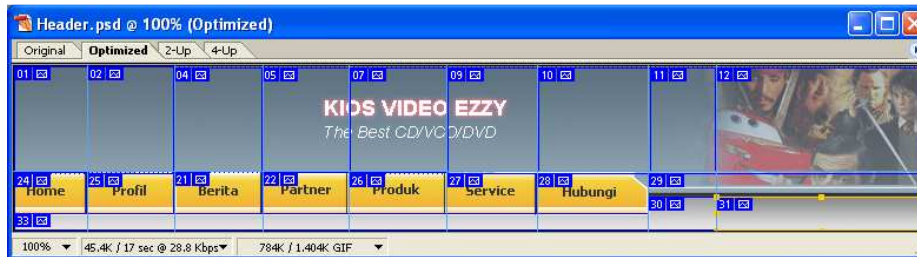 Header.psd @ 100% (Optimized)
Original Optimized 2-Up 4-Up
01 02 04 05 07 09 10 11 12
KIOS VIDEO EZZY
The Best CD/VCD/DVD
24 25 21 22 26 27 28 29
Home Profil Berita Partner Produk Service Hubungi
30 31
33
100% 45.4K / 17 sec @ 28.8 Kbps 784K / 1.404K GIF